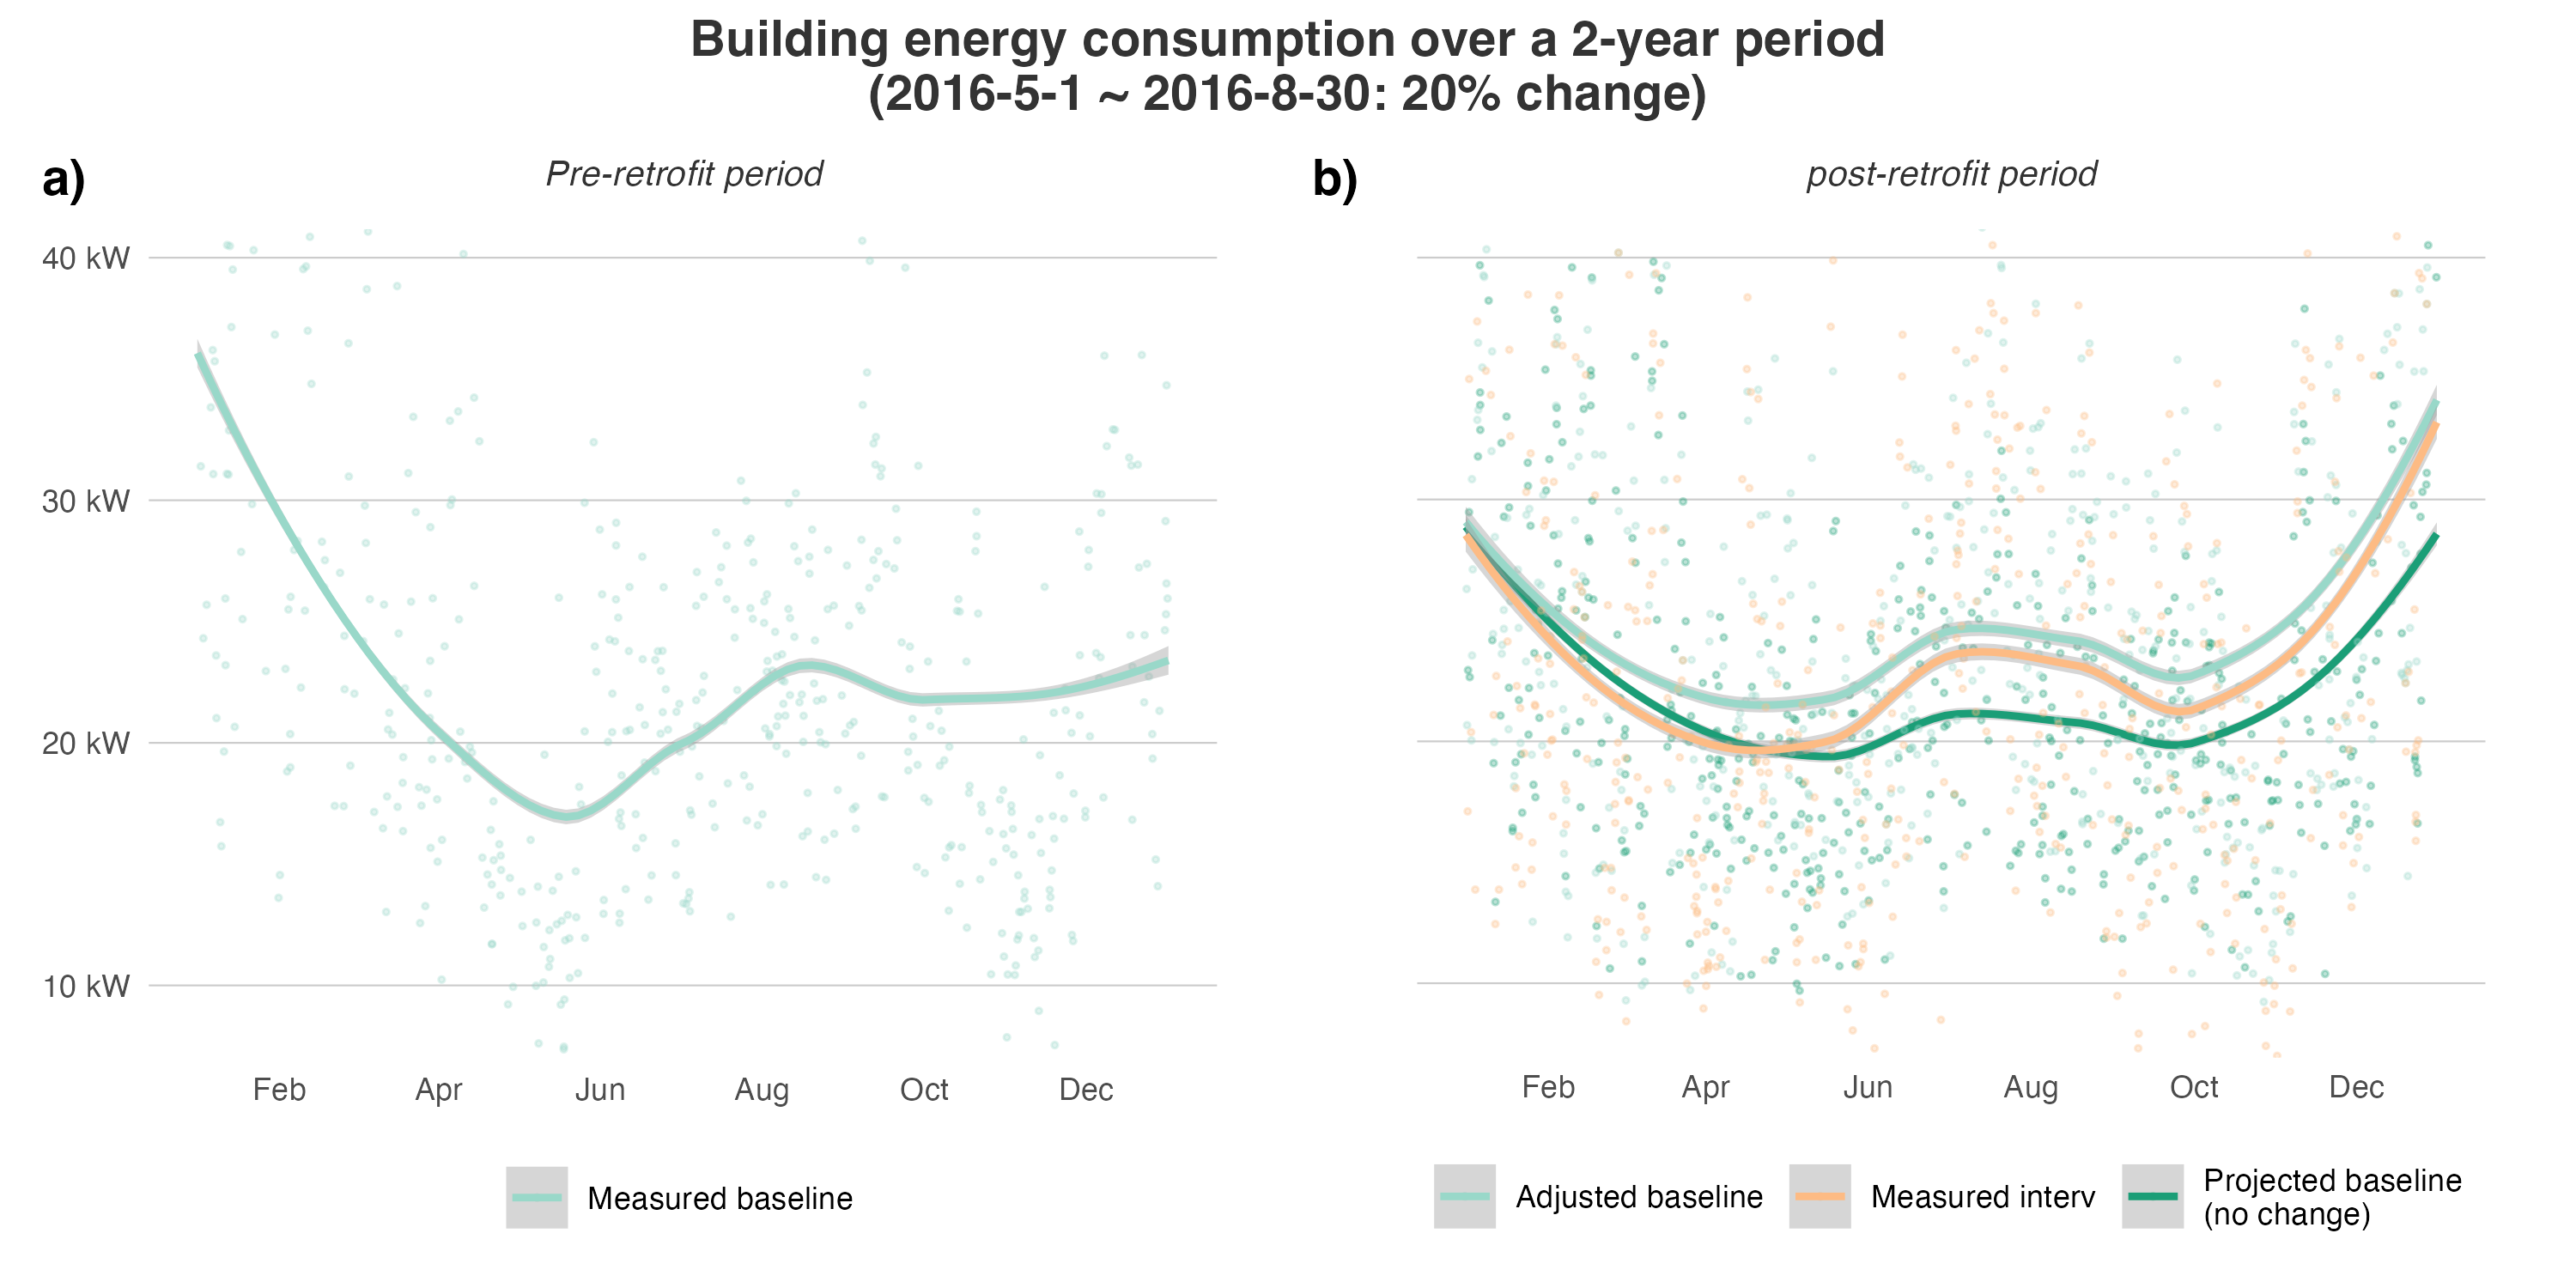 Building energy consumption over a 2-year period
(2016-5-1 ~ 2016-8-30: 20% change)
a)
Pre-retrofit period
40 kW
30 kW
20 kW
10 kW
Feb Apr Jun Aug Oct Dec
Measured baseline
b)
post-retrofit period
Feb Apr Jun Aug Oct Dec
Adjusted baseline
Measured interv
Projected baseline
(no change)